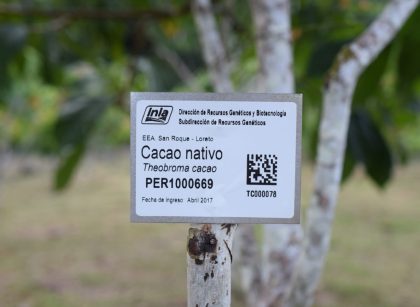 inia
Dirección de Recursos Genéticos y Biotecnología
Subdirección de Recursos Genéticos
EEA. San Roque - Loreto
Cacao nativo
Theobroma cacao
PER1000669
TC000078
Fecha de ingreso Abril 2017